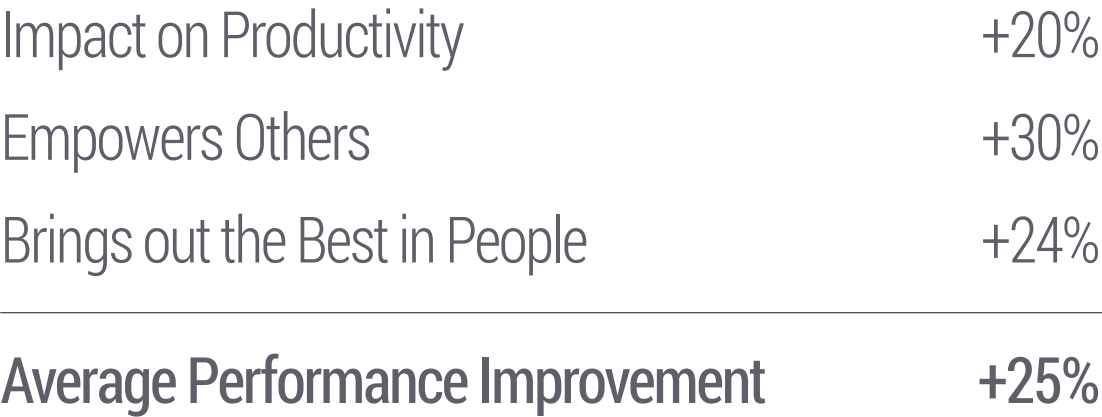 Impact on Productivity +20%
Empowers Others +30%
Brings out the Best in People +24%
Average Performance Improvement +25%